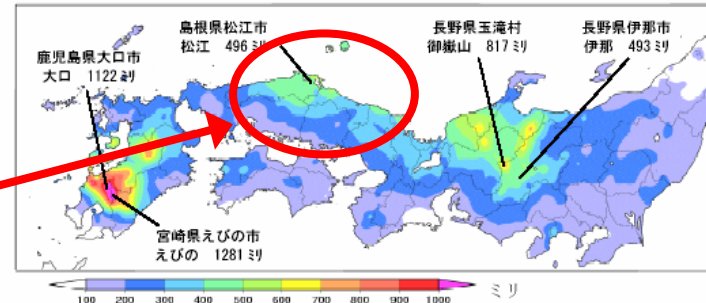 島根県松江市
松江 496ミリ
長野県玉滝村
御嶽山 817ミリ
長野県伊那市
伊那 493ミリ
鹿児島県大口市
大口 1122ミリ
宮崎県えびの市
えびの 1281ミリ
100 200 300 400 500 600 700 800 900 1000 ミリ